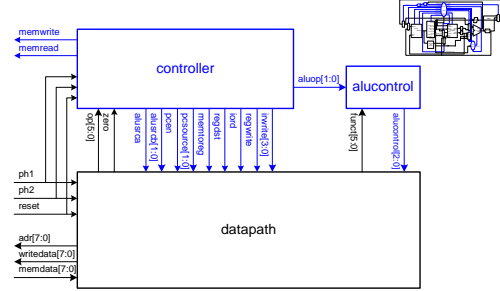 memwrite
memread
controller
aluop[1:0]
alucontrol
op[5:0]
zero
alusrca
alusrcb[1:0]
pcen
pcsource[1:0]
memtoreg
regdst
iord
regwrite
irwrite[3:0]
funct[5:0]
alucontrol[2:0]
ph1
ph2
reset
datapath
adr[7:0]
writedata[7:0]
memdata[7:0]